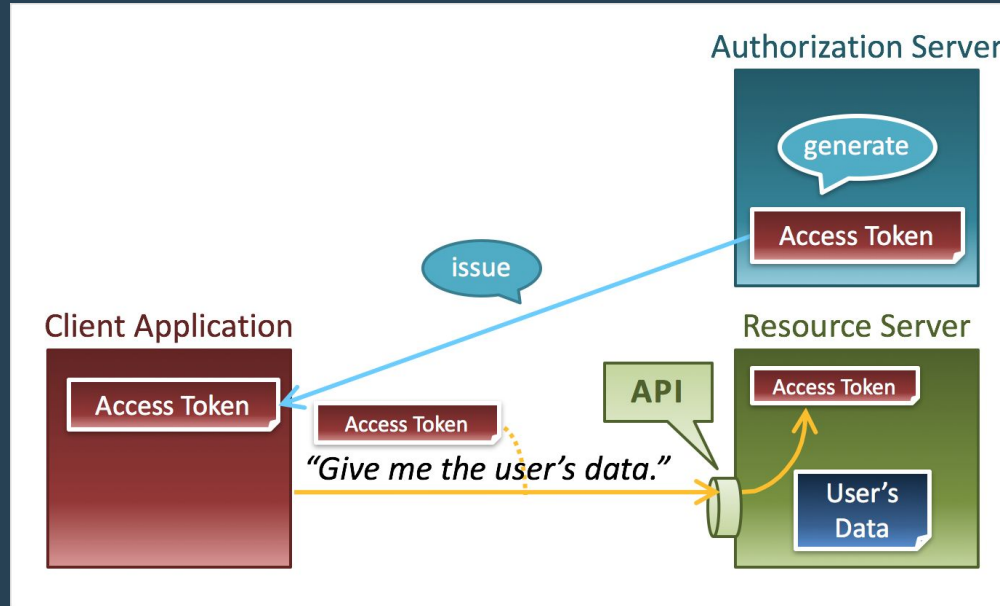 Authorization Server
generate
Access Token
issue
Client Application
Resource Server
Access Token
API
Access Token
Access Token
“Give me the user’s data.”
User’s
Data